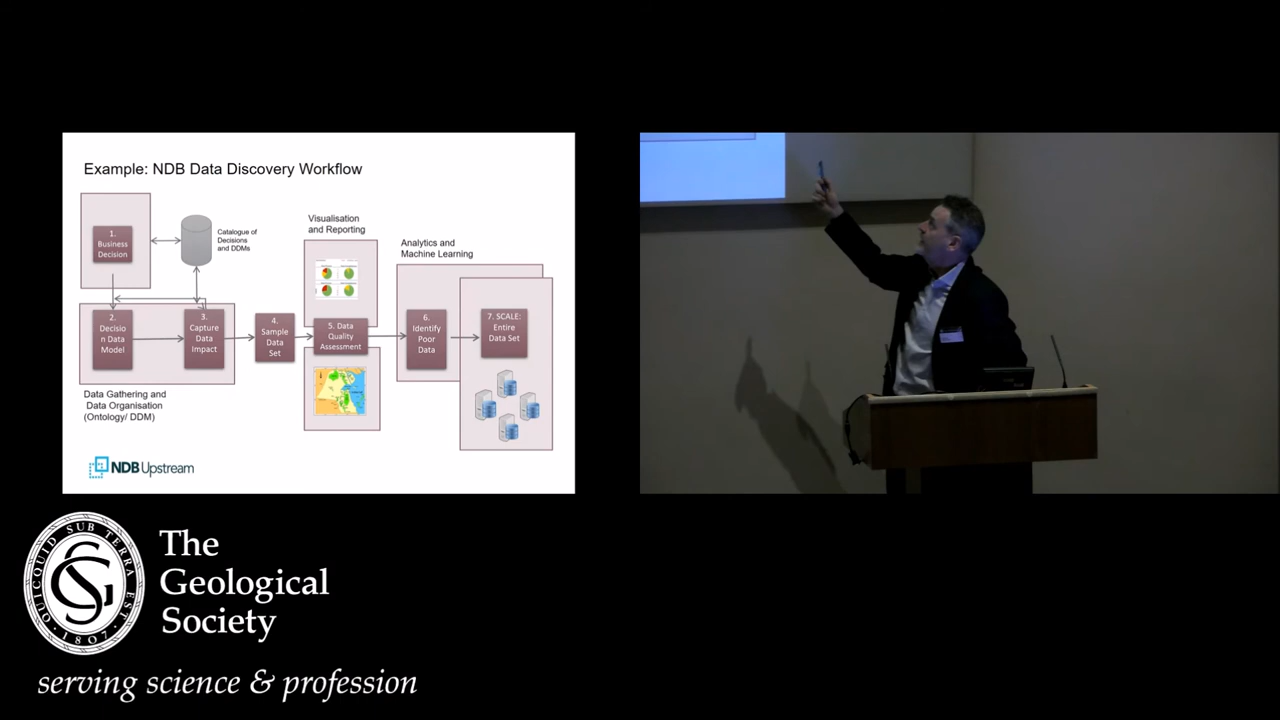 Example: NDB Data Discovery Workflow
1.
Business
Decision
Catalogue of
Decisions
and DDMs
Visualisation
and Reporting
Analytics and
Machine Learning
2.
Decisio
n Data
Model
3.
Capture
Data
Impact
4.
Sample
Data
Set
5. Data
Quality
Assessment
6.
Identify
Poor
Data
7. SCALE:
Entire
Data Set
Data Gathering and
Data Organisation
(Ontology/ DDM)
NDB Upstream
QUICQUID SUB TERRA EST
1807
The
Geological
Society
serving science & profession